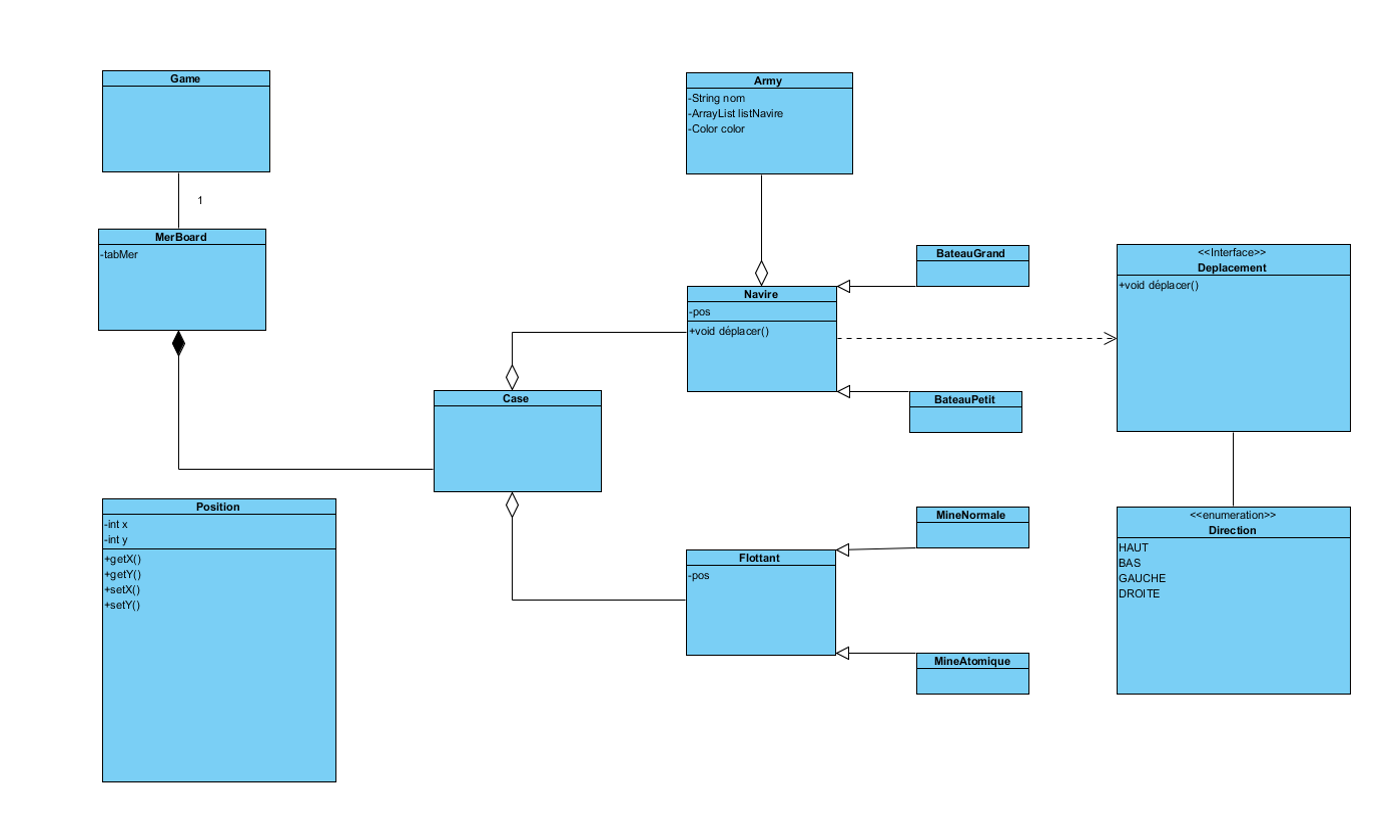 Game
1
MerBoard
-tabMer
Position
-int x
-int y
+getX()
+getY()
+setX()
+setY()
Case
Army
-String nom
-ArrayList listNavire
-Color color
Navire
-pos
+void déplacer()
BateauGrand
BateauPetit
Flottant
-pos
MineNormale
MineAtomique
<<Interface>>
Deplacement
+void déplacer()
<<enumeration>>
Direction
HAUT
BAS
GAUCHE
DROITE